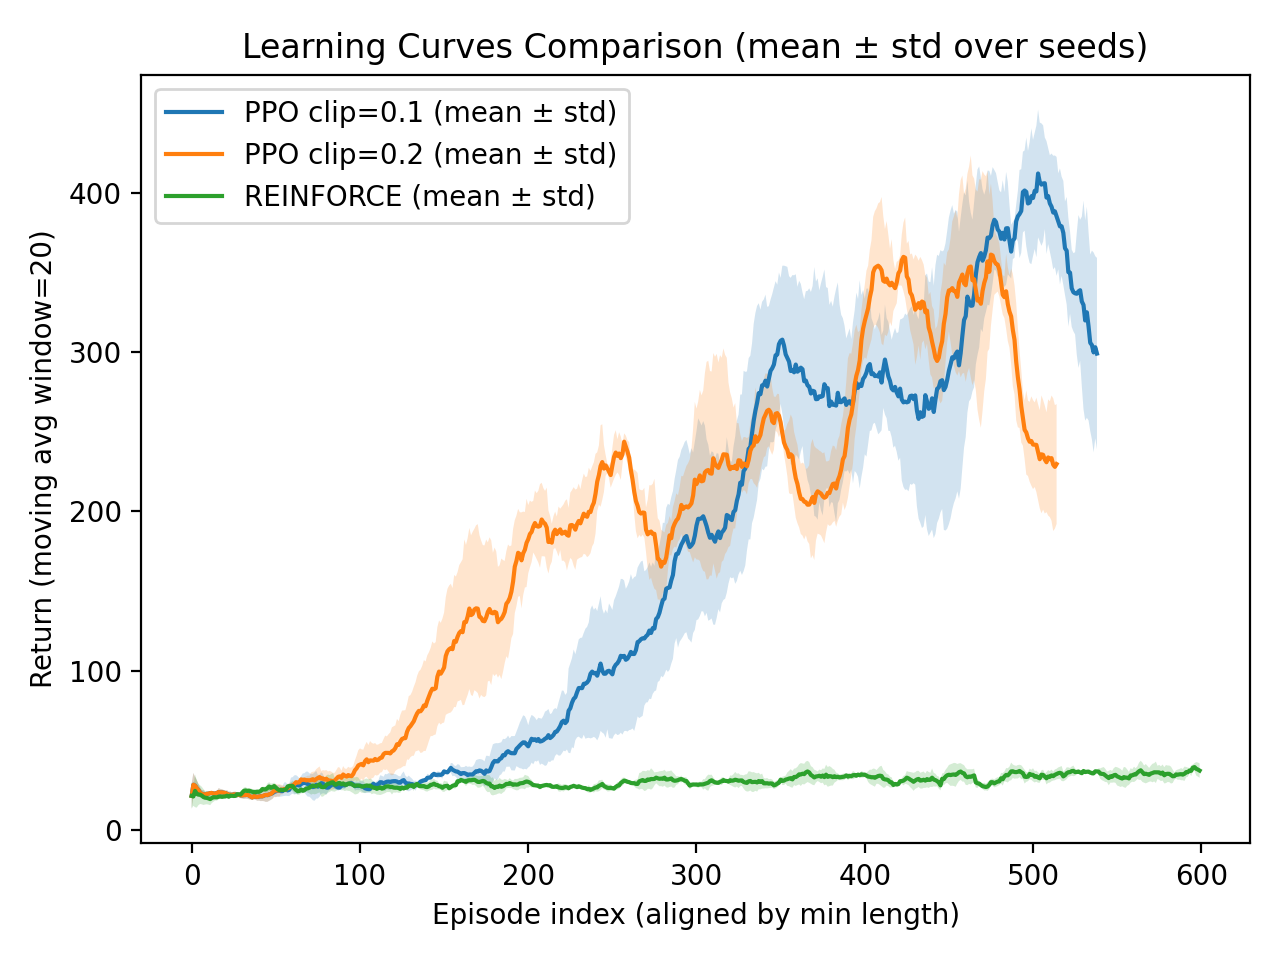 Learning Curves Comparison (mean ± std over seeds)
PPO clip=0.1 (mean ± std)
PPO clip=0.2 (mean ± std)
REINFORCE (mean ± std)
Return (moving avg window=20)
400
300
200
100
0
0 100 200 300 400 500 600
Episode index (aligned by min length)